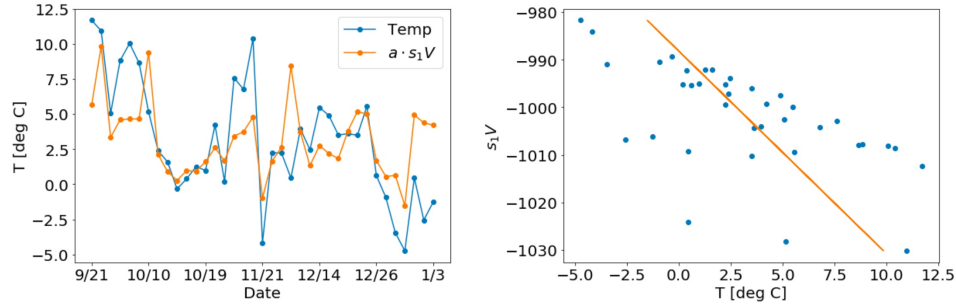 12.5
10.0
7.5
5.0
2.5
0.0
−2.5
−5.0
T [deg C]
9/21 10/10 10/19 11/21 12/14 12/26 1/3
Date
Temp
a · s₁V
−980
−990
−1000
−1010
−1020
−1030
s₁V
−5.0 −2.5 0.0 2.5 5.0 7.5 10.0 12.5
T [deg C]